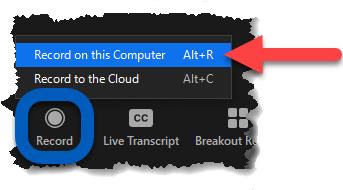 Record on this Computer Alt+R
Record to the Cloud Alt+C
CC
Record Live Transcript Breakout